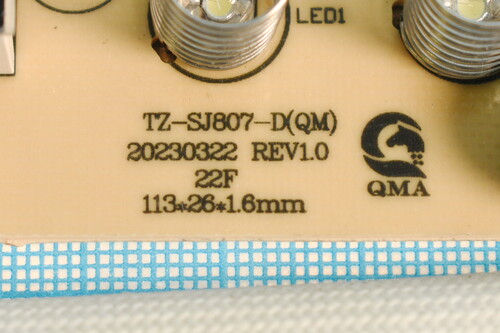 LED1
TZ-SJ807-D(QM)
20230322 REV1.0
22F
113*26*1.6mm
QMA